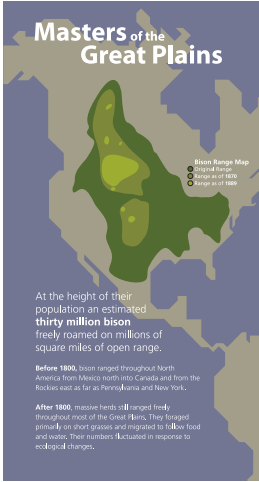 Masters of the
Great Plains
Bison Range Map
Original Range
Range as of 1870
Range as of 1889
At the height of their
population an estimated
thirty million bison
freely roamed on millions of
square miles of open range.
Before 1800, bison ranged throughout North
America from Mexico north into Canada and from the
Rockies east as far as Pennsylvania and New York.
After 1800, massive herds still ranged freely
throughout most of the Great Plains. They foraged
primarily on short grasses and migrated to follow food
and water. Their numbers fluctuated in response to
ecological changes.